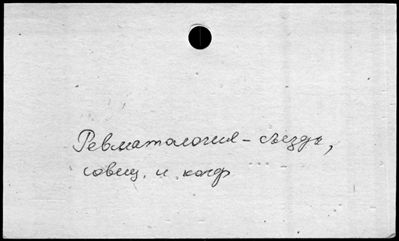 Ревматология – съезды,
совещ. и конф